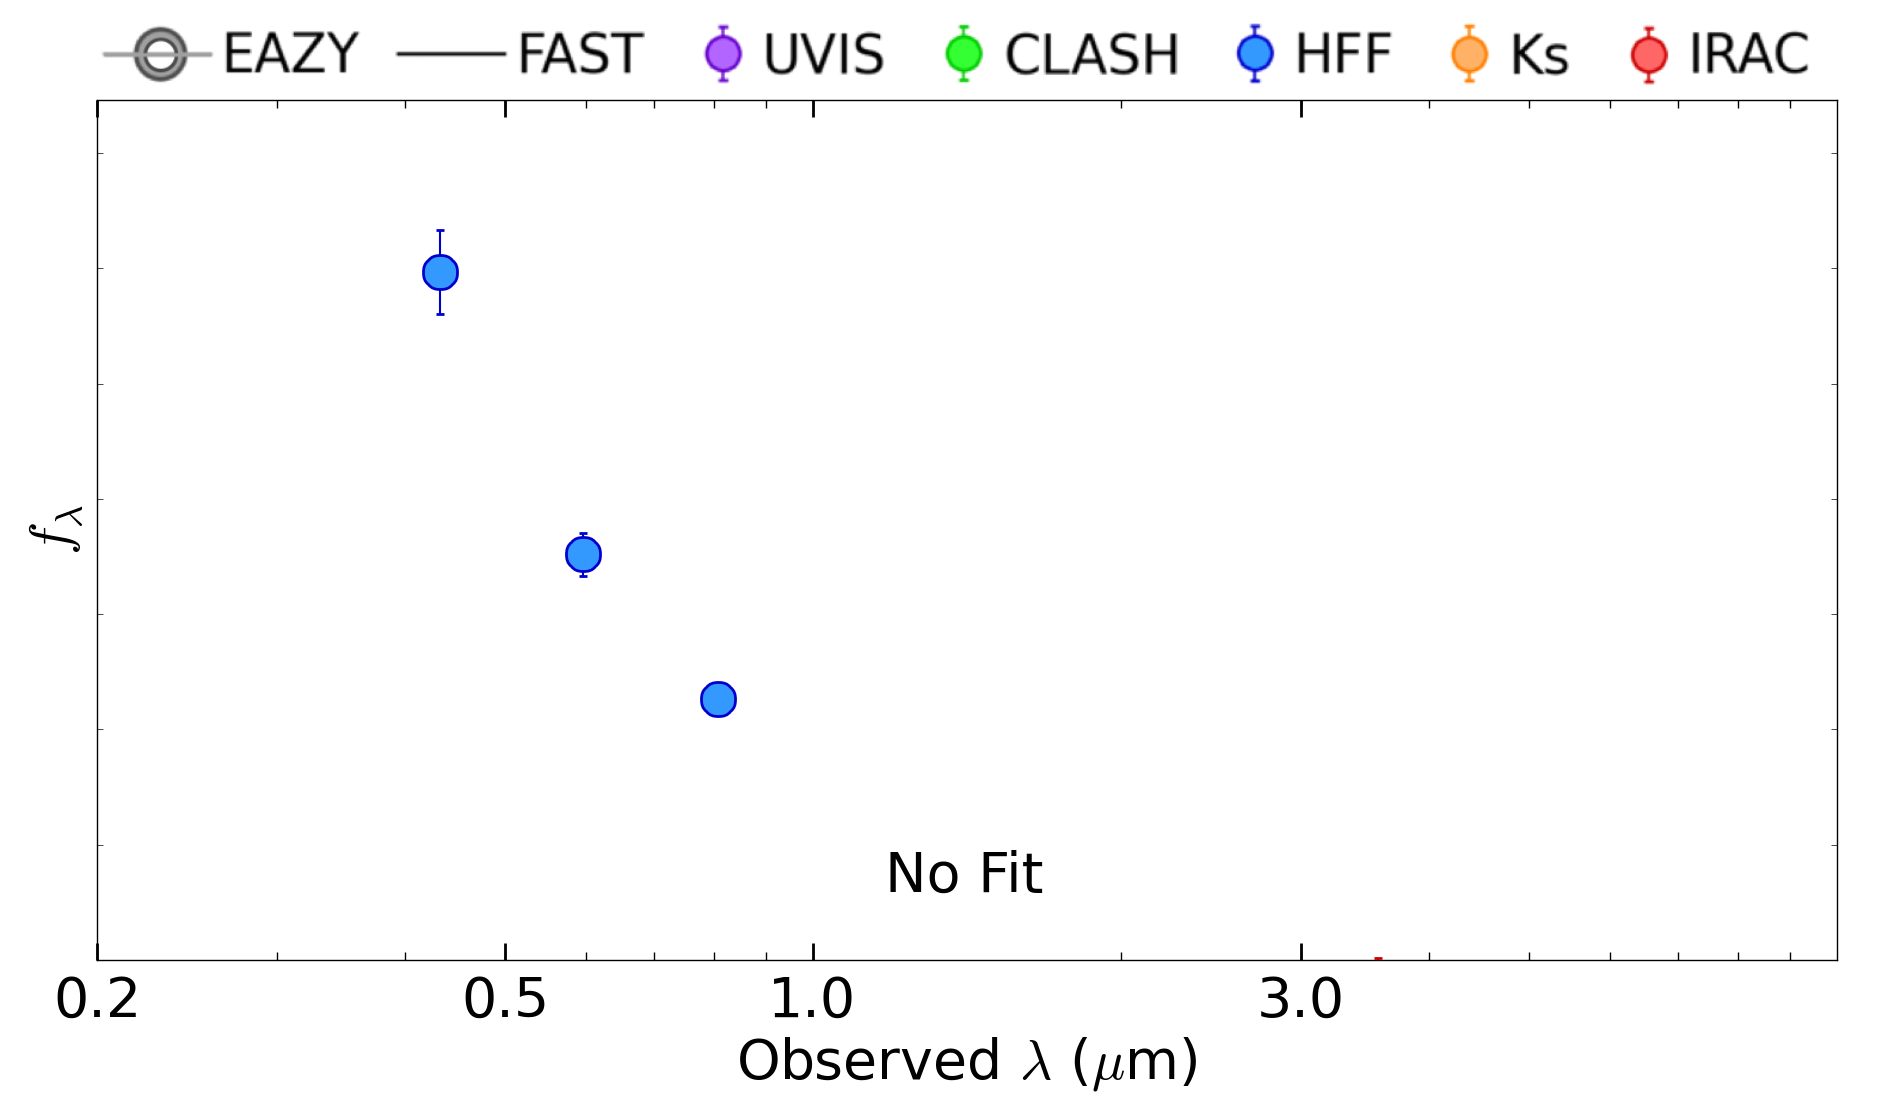 EAZY FAST UVIS CLASH HFF Ks IRAC
f_λ
No Fit
0.2 0.5 1.0 3.0
Observed λ (μm)